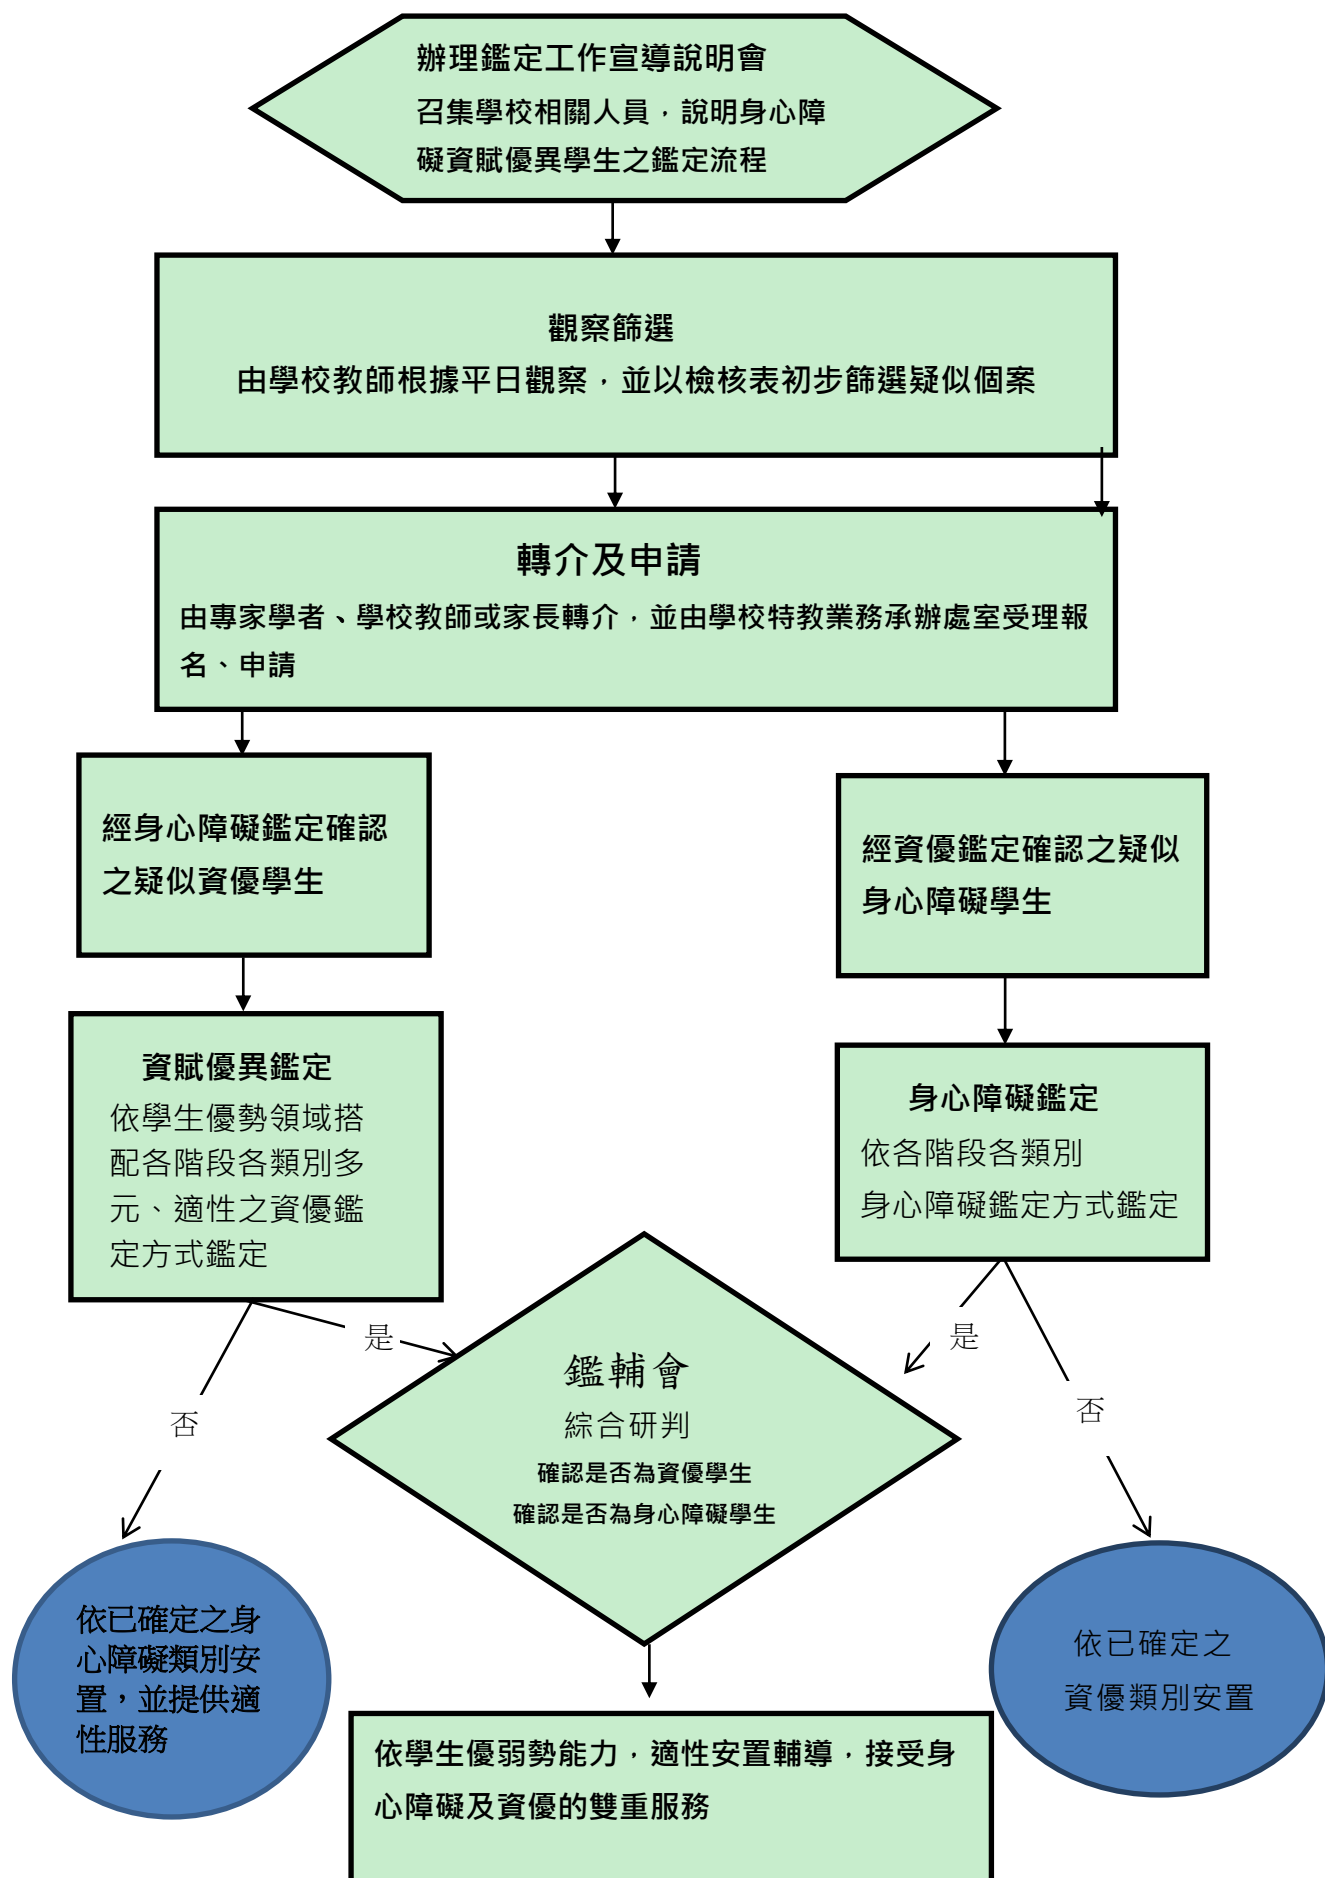 辦理鑑定工作宣導說明會
召集學校相關人員，說明身心障
礙資賦優異學生之鑑定流程
觀察篩選
由學校教師根據平日觀察，並以檢核表初步篩選疑似個案
轉介及申請
由專家學者、學校教師或家長轉介，並由學校特教業務承辦處室受理報
名、申請
經身心障礙鑑定確認
之疑似資優學生
經資優鑑定確認之疑似
身心障礙學生
資賦優異鑑定
依學生優勢領域搭
配各階段各類別多
元、適性之資優鑑
定方式鑑定
身心障礙鑑定
依各階段各類別
身心障礙鑑定方式鑑定
是
是
否
否
鑑輔會
綜合研判
確認是否為資優學生
確認是否為身心障礙學生
依已確定之身
心障礙類別安
置，並提供適
性服務
依已確定之
資優類別安置
依學生優弱勢能力，適性安置輔導，接受身
心障礙及資優的雙重服務